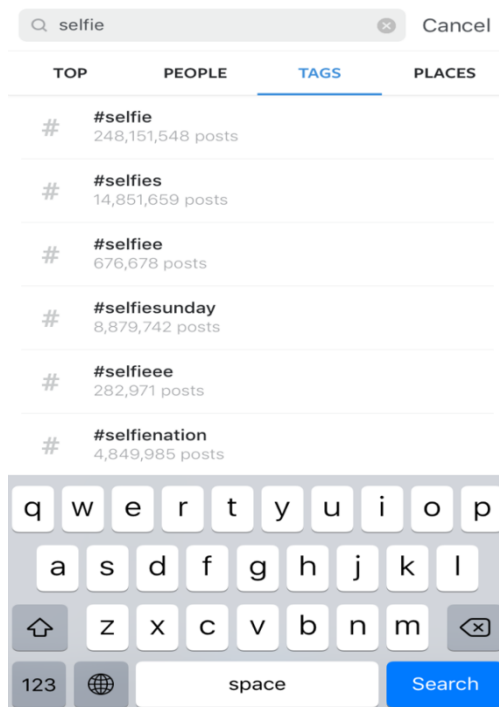 selfie Cancel
TOP PEOPLE TAGS PLACES
# #selfie
248,151,548 posts
# #selfies
14,851,659 posts
# #selfiee
676,678 posts
# #selfiesunday
8,879,742 posts
# #selfieee
282,971 posts
# #selfienation
4,849,985 posts
q w e r t y u i o p
a s d f g h j k l
z x c v b n m
123 space Search